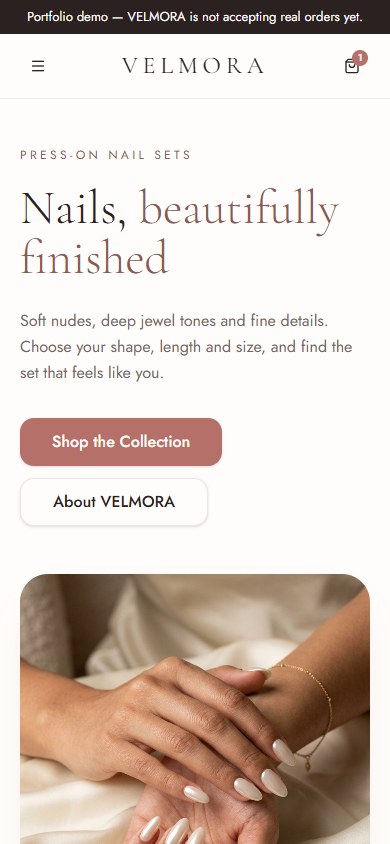 Portfolio demo — VELMORA is not accepting real orders yet.
VELMORA
1
PRESS-ON NAIL SETS
Nails, beautifully
finished
Soft nudes, deep jewel tones and fine details.
Choose your shape, length and size, and find the
set that feels like you.
Shop the Collection
About VELMORA